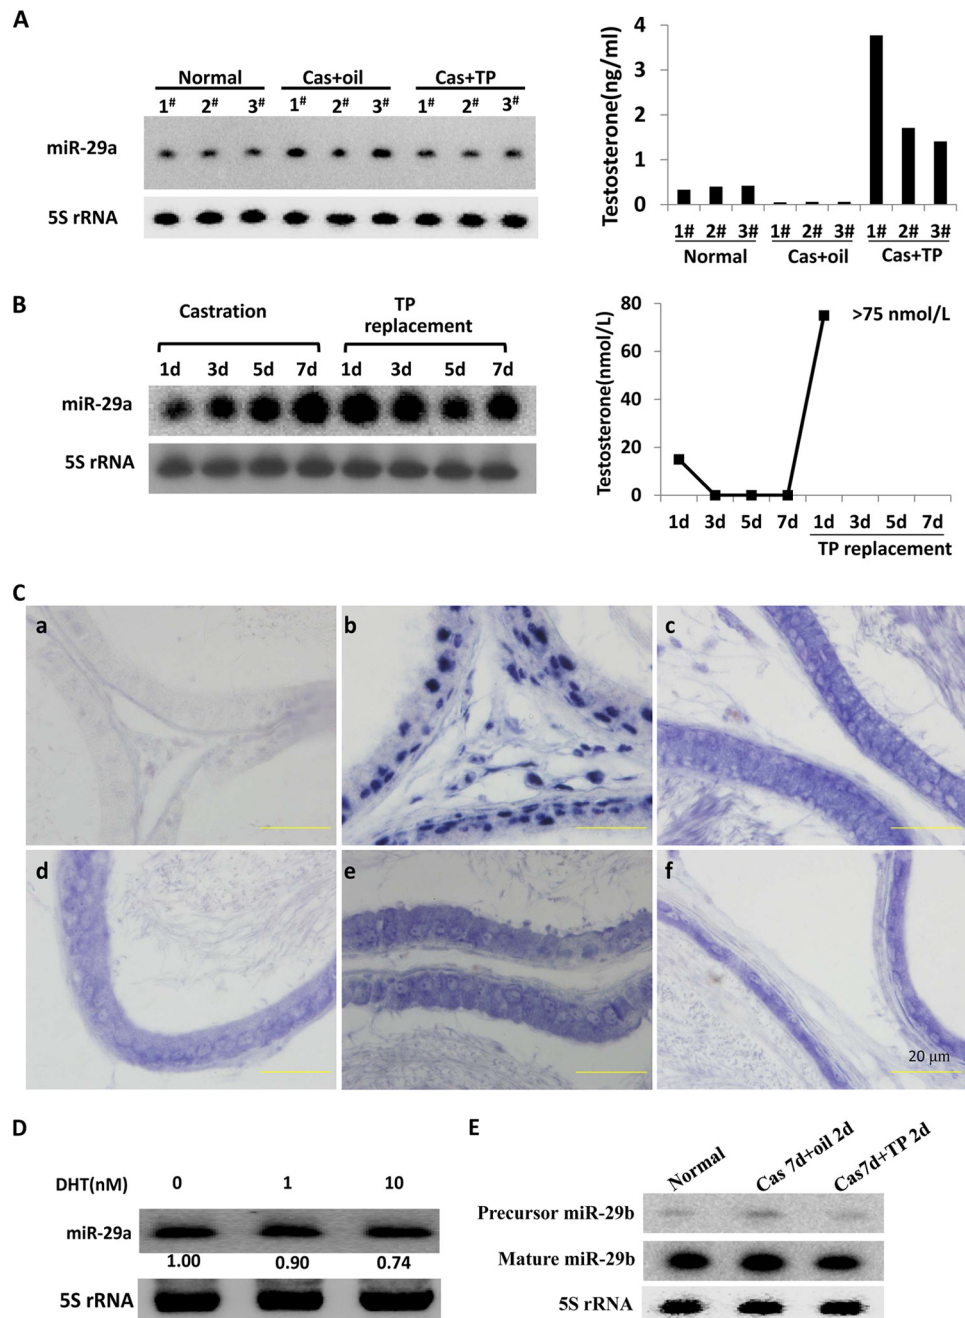 A
Normal Cas+oil Cas+TP
1# 2# 3# 1# 2# 3# 1# 2# 3#
miR-29a
5S rRNA
Testosterone(ng/ml)
4
3
2
1
0
1# 2# 3# 1# 2# 3# 1# 2# 3#
Normal Cas+oil Cas+TP
B
Castration TP
replacement
1d 3d 5d 7d 1d 3d 5d 7d
miR-29a
5S rRNA
Testosterone(nmol/L)
80
60
40
20
0
>75 nmol/L
1d 3d 5d 7d 1d 3d 5d 7d
TP replacement
C
a b c
d e f
20 μm
D
DHT(nM) 0 1 10
miR-29a
1.00 0.90 0.74
5S rRNA
E
Normal Cas 7d+oil 2d Cas7d+TP 2d
Precursor miR-29b
Mature miR-29b
5S rRNA